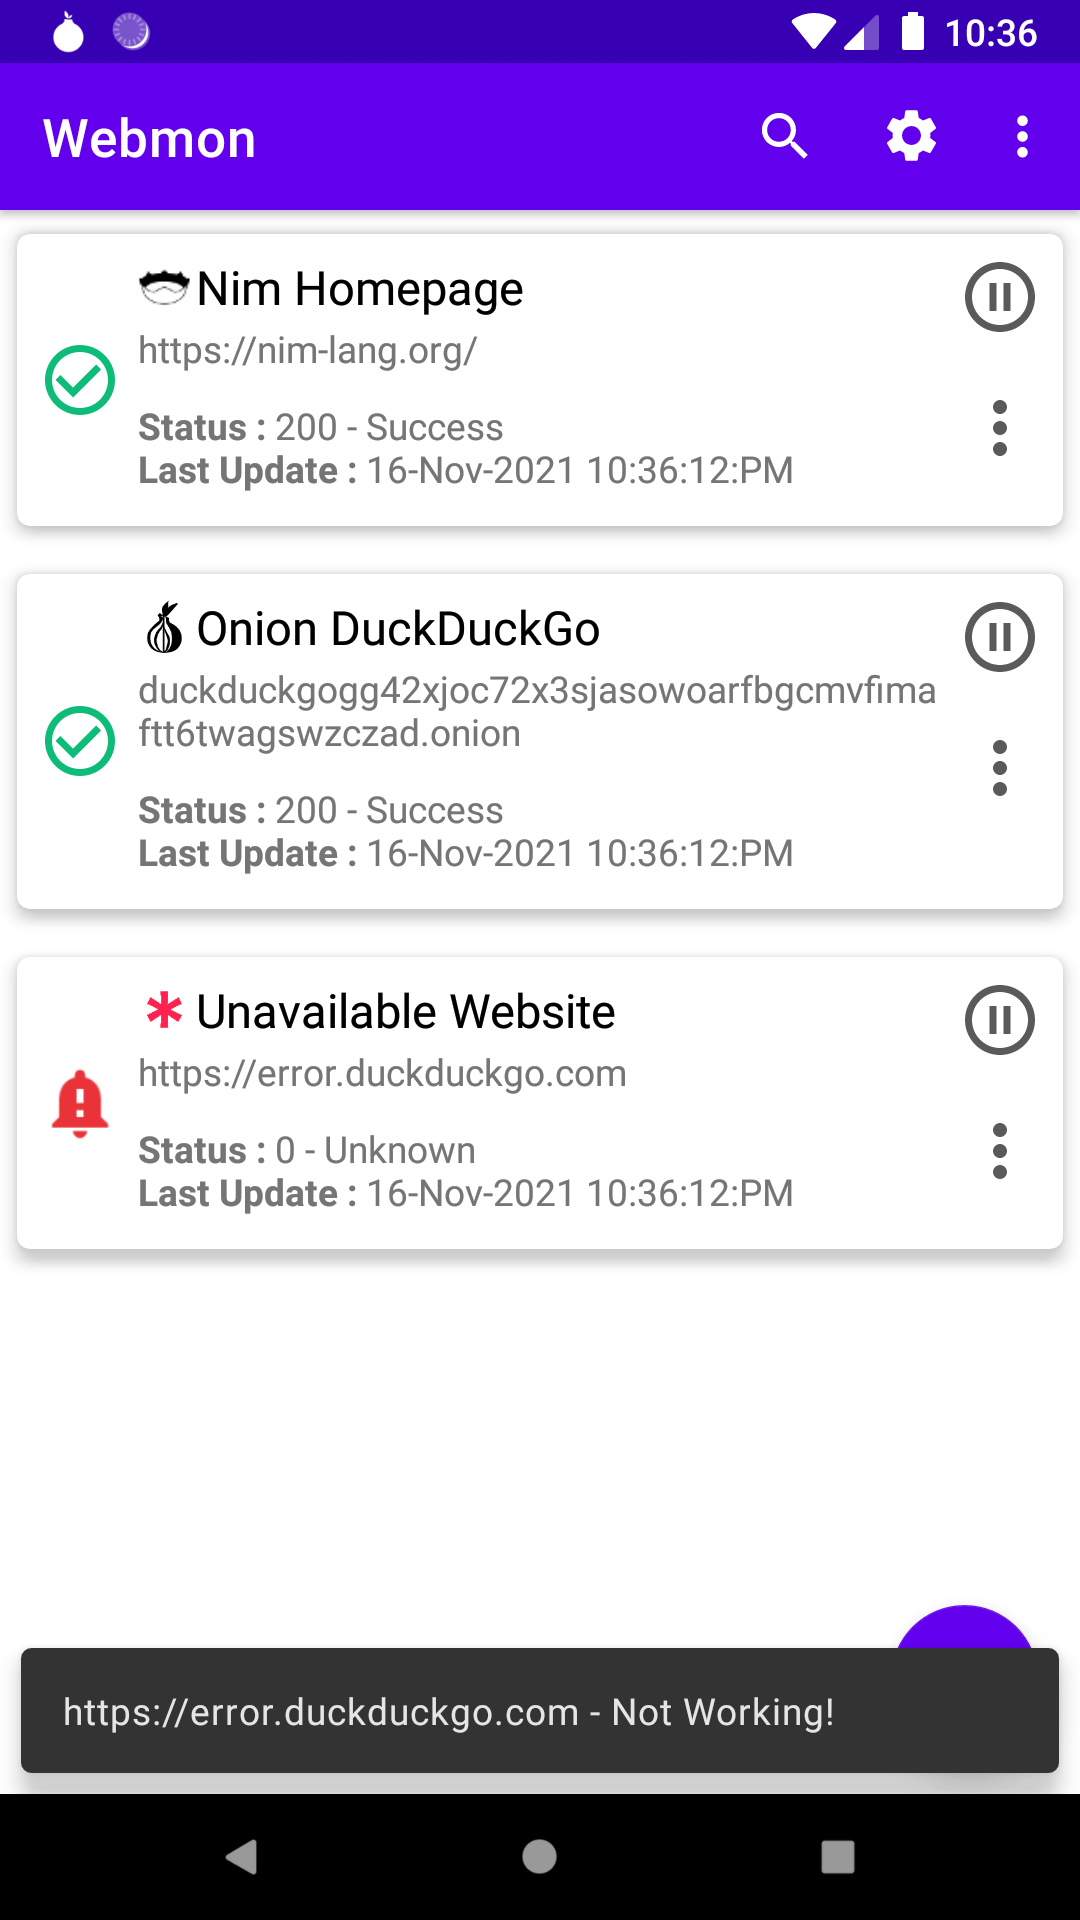 10:36
Webmon
Nim Homepage
https://nim-lang.org/
Status : 200 - Success
Last Update : 16-Nov-2021 10:36:12:PM
Onion DuckDuckGo
duckduckgogg42xjoc72x3sjasowoarfbgcmvfima
ftt6twagswzczad.onion
Status : 200 - Success
Last Update : 16-Nov-2021 10:36:12:PM
Unavailable Website
https://error.duckduckgo.com
Status : 0 - Unknown
Last Update : 16-Nov-2021 10:36:12:PM
https://error.duckduckgo.com - Not Working!